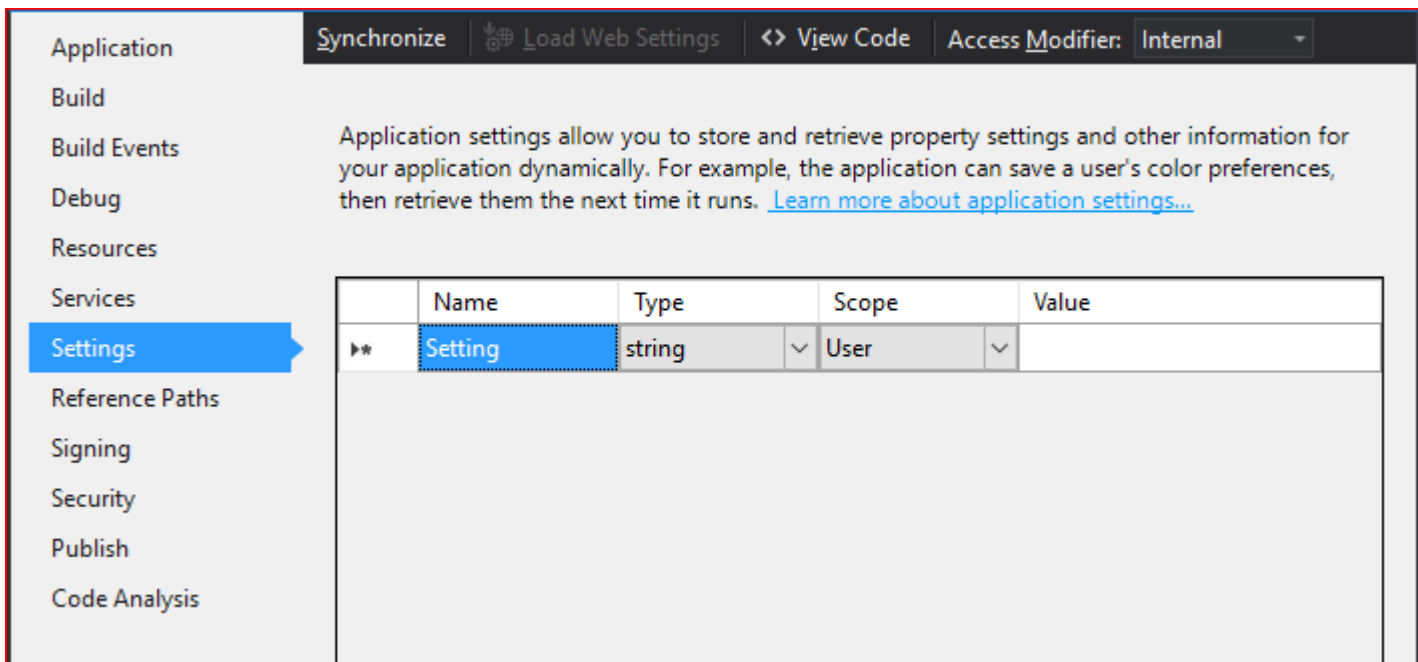 Synchronize Load Web Settings <> View Code Access Modifier: Internal
Application
Build
Build Events
Debug
Resources
Services
Settings
Reference Paths
Signing
Security
Publish
Code Analysis
Application settings allow you to store and retrieve property settings and other information for
your application dynamically. For example, the application can save a user's color preferences,
then retrieve them the next time it runs. Learn more about application settings...
Name Type Scope Value
Setting string User